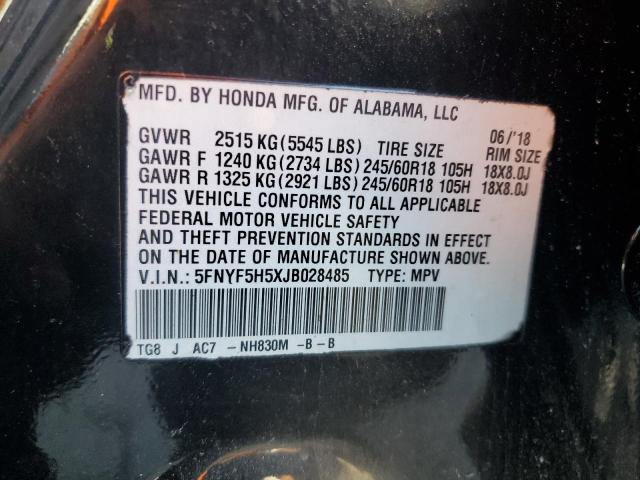 MFD. BY HONDA MFG. OF ALABAMA, LLC
06/'18
GVWR 2515 KG (5545 LBS) TIRE SIZE RIM SIZE
GAWR F 1240 KG (2734 LBS) 245/60R18 105H 18X8.0J
GAWR R 1325 KG (2921 LBS) 245/60R18 105H 18X8.0J
THIS VEHICLE CONFORMS TO ALL APPLICABLE
FEDERAL MOTOR VEHICLE SAFETY
AND THEFT PREVENTION STANDARDS IN EFFECT
ON THE DATE OF MANUFACTURE SHOWN ABOVE.
V.I.N.: 5FNYF5H5XJB028485 TYPE: MPV
TG8 J AC7 - NH830M - B - B